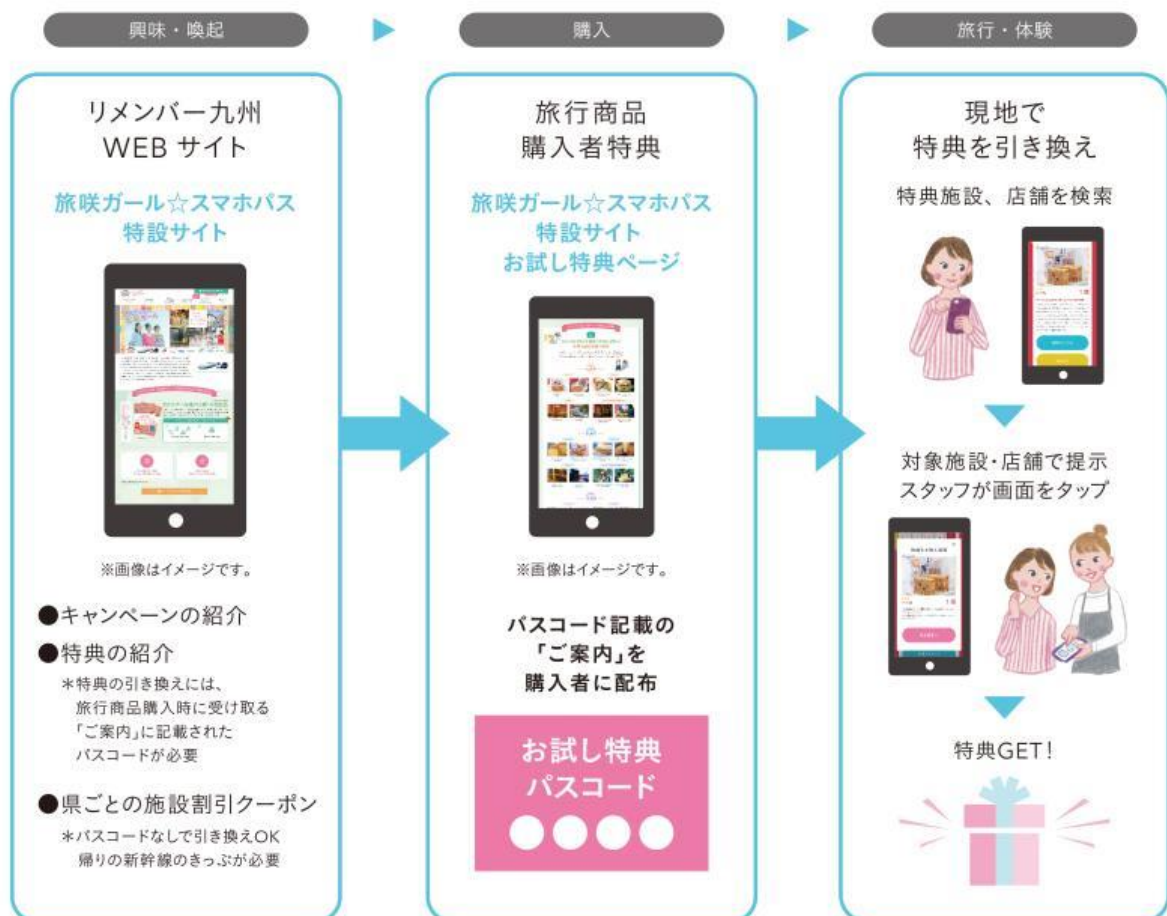 興味・喚起
購入
旅行・体験
リメンバー九州
WEB サイト
旅咲ガール☆スマホパス
特設サイト
※画像はイメージです。
●キャンペーンの紹介
●特典の紹介
＊特典の引き換えには、
旅行商品購入時に受け取る
「ご案内」に記載された
パスコードが必要
●県ごとの施設割引クーポン
＊パスコードなしで引き換えOK
帰りの新幹線のきっぷが必要
旅行商品
購入者特典
旅咲ガール☆スマホパス
特設サイト
お試し特典ページ
※画像はイメージです。
パスコード記載の
「ご案内」を
購入者に配布
お試し特典
パスコード
現地で
特典を引き換え
特典施設、店舗を検索
対象施設・店舗で提示
スタッフが画面をタップ
特典GET!